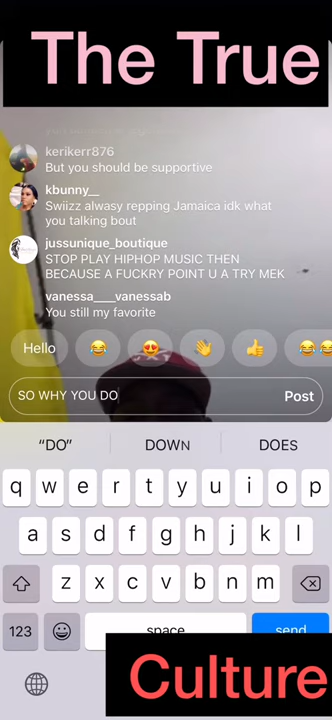 The True
kerikerr876
But you should be supportive
kbunny__
Swiizz alwasy repping Jamaica idk what
you talking bout
jussunique_boutique
STOP PLAY HIPHOP MUSIC THEN
BECAUSE A FUCKRY POINT U A TRY MEK
vanessa____vanessab
You still my favorite
Hello
SO WHY YOU DO
Post
“DO”
DOWN
DOES
q w e r t y u i o p
a s d f g h j k l
z x c v b n m
123
space
send
Culture